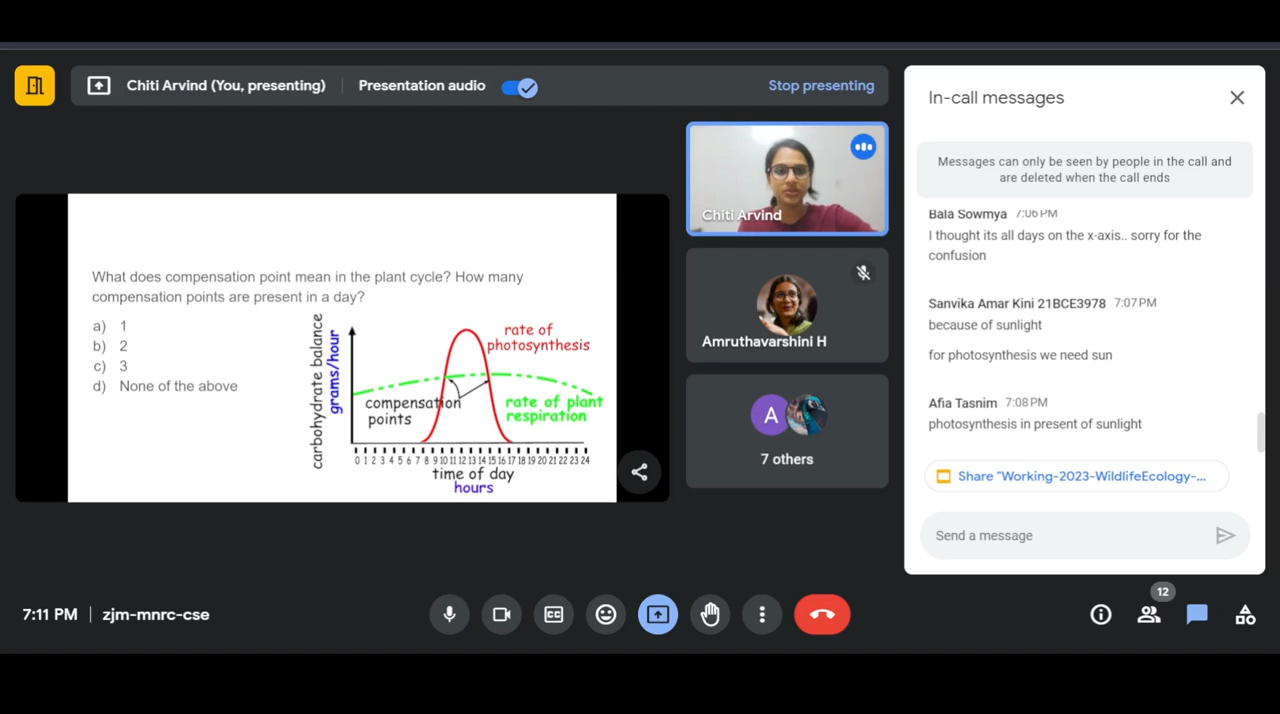 Chiti Arvind (You, presenting)
Presentation audio
Stop presenting
What does compensation point mean in the plant cycle? How many
compensation points are present in a day?
a) 1
b) 2
c) 3
d) None of the above
carbohydrate balance
grams/hour
rate of
photosynthesis
compensation
points
rate of plant
respiration
0 1 2 3 4 5 6 7 8 9 10 11 12 13 14 15 16 17 18 19 20 21 22 23 24
time of day
hours
Chiti Arvind
Amruthavarshini H
A
7 others
In-call messages
Messages can only be seen by people in the call and
are deleted when the call ends
Bala Sowmya 7:06 PM
I thought its all days on the x-axis.. sorry for the
confusion
Sanvika Amar Kini 21BCE3978 7:07 PM
because of sunlight
for photosynthesis we need sun
Afia Tasnim 7:08 PM
photosynthesis in present of sunlight
Share "Working-2023-WildlifeEcology-...
Send a message
7:11 PM | zjm-mnrc-cse
CC
12